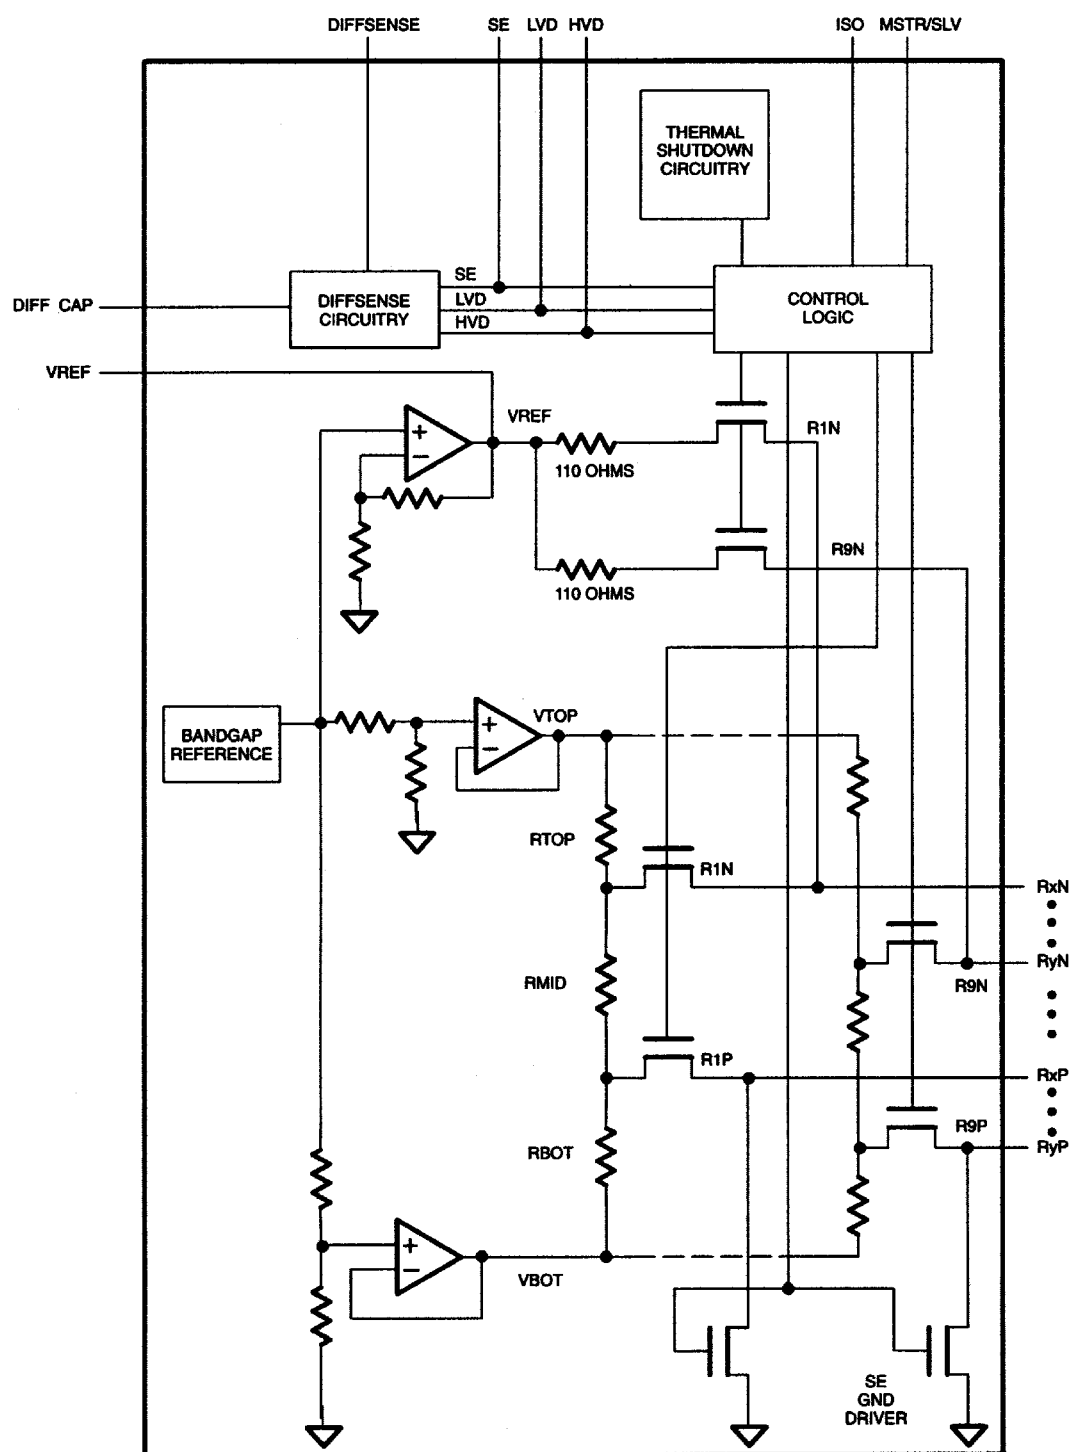 DIFFSENSE SE LVD HVD ISO MSTR/SLV
THERMAL
SHUTDOWN
CIRCUITRY
SE
LVD
HVD
DIFF CAP
DIFFSENSE
CIRCUITRY
CONTROL
LOGIC
VREF
+
−
VREF
110 OHMS
R1N
110 OHMS
R9N
BANDGAP
REFERENCE
+
−
VTOP
RTOP
R1N
RxN
RyN
R9N
RMID
R1P
RxP
R9P
RyP
RBOT
+
−
VBOT
SE
GND
DRIVER